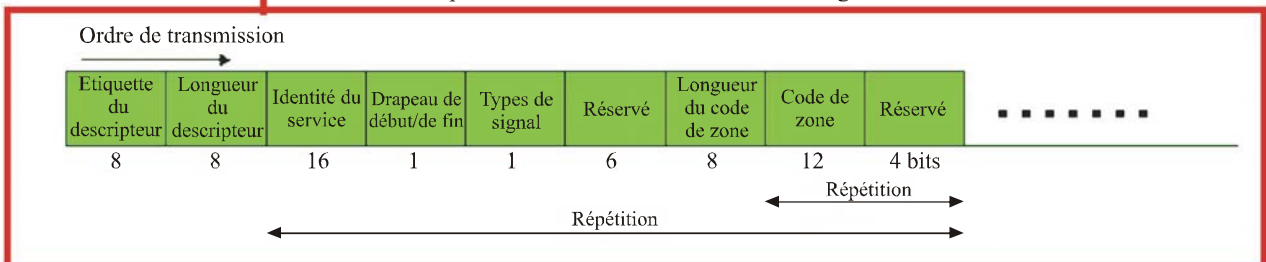 Ordre de transmission
Etiquette du descripteur
Longueur du descripteur
Identité du service
Drapeau de début/de fin
Types de signal
Réservé
Longueur du code de zone
Code de zone
Réservé
8 8 16 1 1 6 8 12 4 bits
Répétition
Répétition